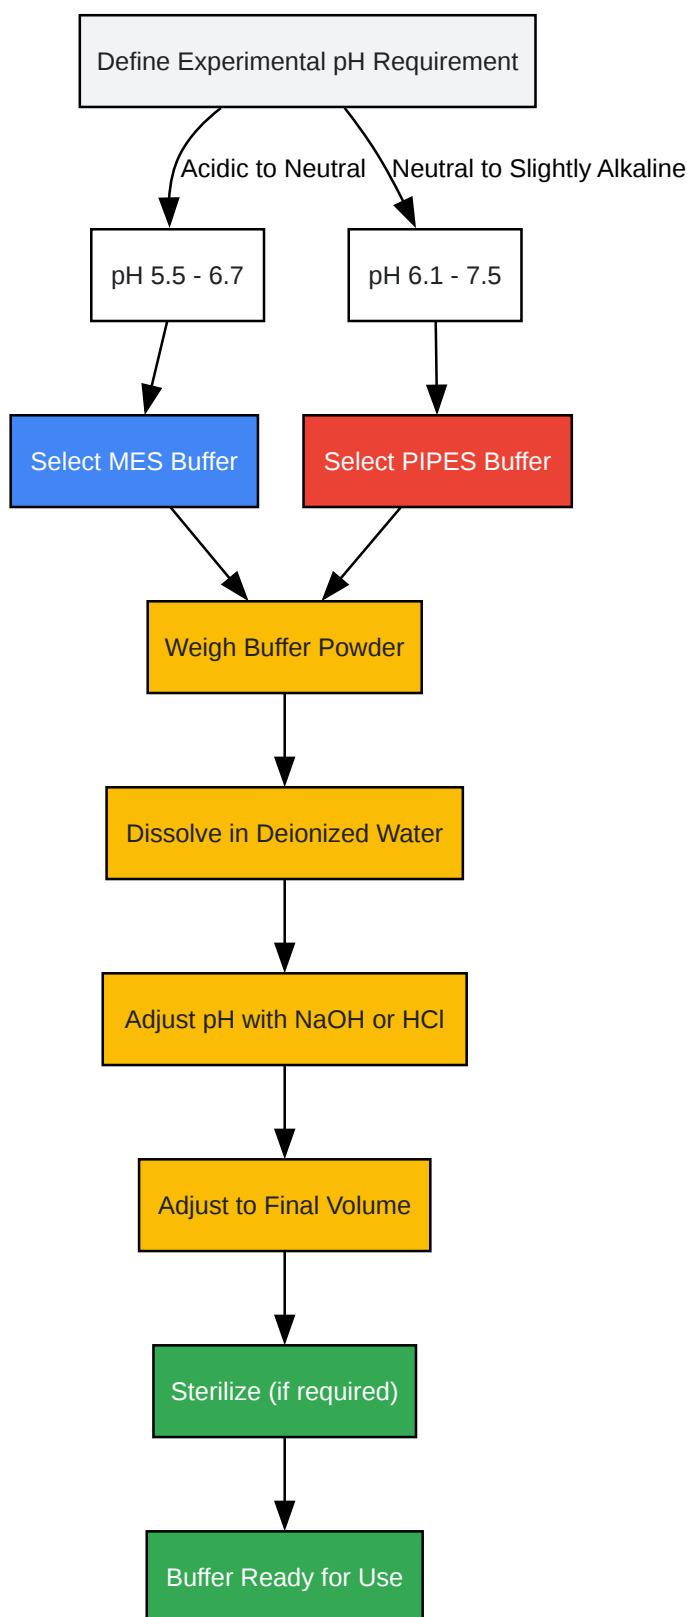 Define Experimental pH Requirement
Acidic to Neutral
Neutral to Slightly Alkaline
pH 5.5 - 6.7
pH 6.1 - 7.5
Select MES Buffer
Select PIPES Buffer
Weigh Buffer Powder
Dissolve in Deionized Water
Adjust pH with NaOH or HCl
Adjust to Final Volume
Sterilize (if required)
Buffer Ready for Use